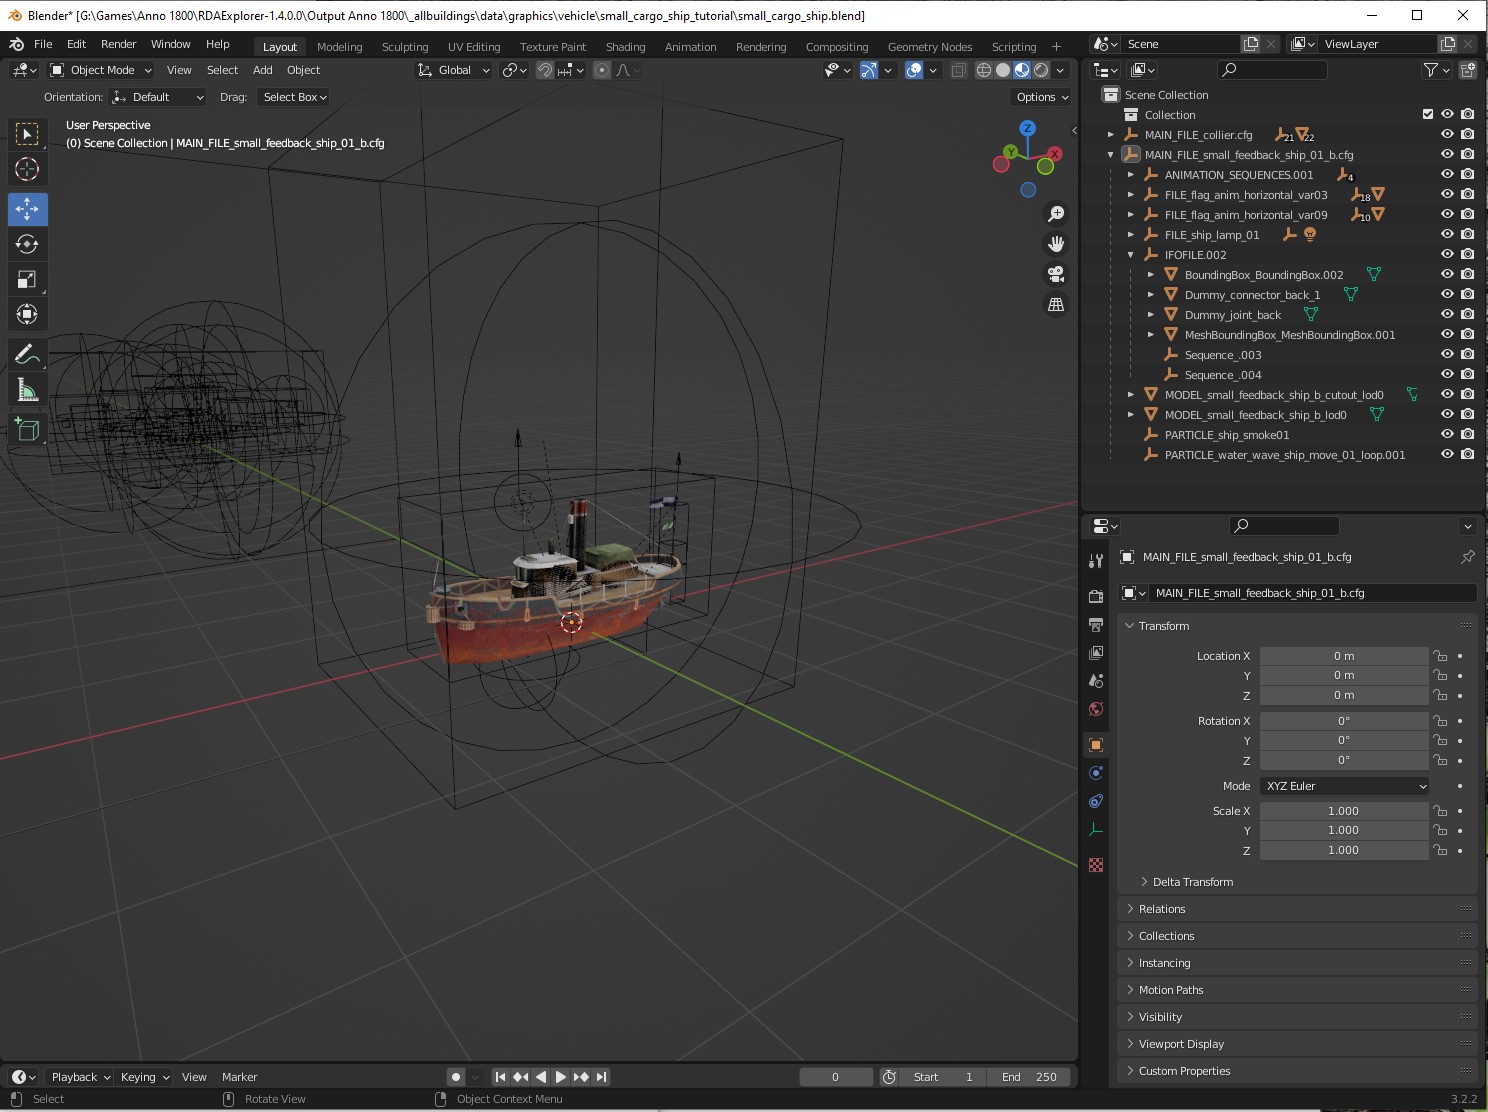 Blender* [G:\Games\Anno 1800\RDAExplorer-1.4.0.0\Output Anno 1800\_allbuildings\data\graphics\vehicle\small_cargo_ship_tutorial\small_cargo_ship.blend]
File Edit Render Window Help Layout Modeling Sculpting UV Editing Texture Paint Shading Animation Rendering Compositing Geometry Nodes Scripting + Scene ViewLayer
Object Mode View Select Add Object Global
Orientation: Default Drag: Select Box Options
User Perspective
(0) Scene Collection | MAIN_FILE_small_feedback_ship_01_b.cfg
Z
Y
X
Scene Collection
Collection
MAIN_FILE_collier.cfg 21 22
MAIN_FILE_small_feedback_ship_01_b.cfg
ANIMATION_SEQUENCES.001 4
FILE_flag_anim_horizontal_var03 18
FILE_flag_anim_horizontal_var09 10
FILE_ship_lamp_01
IFOFILE.002
BoundingBox_BoundingBox.002
Dummy_connector_back_1
Dummy_joint_back
MeshBoundingBox_MeshBoundingBox.001
Sequence_.003
Sequence_.004
MODEL_small_feedback_ship_b_cutout_lod0
MODEL_small_feedback_ship_b_lod0
PARTICLE_ship_smoke01
PARTICLE_water_wave_ship_move_01_loop.001
MAIN_FILE_small_feedback_ship_01_b.cfg
MAIN_FILE_small_feedback_ship_01_b.cfg
Transform
Location X 0 m
Y 0 m
Z 0 m
Rotation X 0°
Y 0°
Z 0°
Mode XYZ Euler
Scale X 1.000
Y 1.000
Z 1.000
Delta Transform
Relations
Collections
Instancing
Motion Paths
Visibility
Viewport Display
Custom Properties
Playback Keying View Marker 0 Start 1 End 250
Select Rotate View Object Context Menu 3.2.2